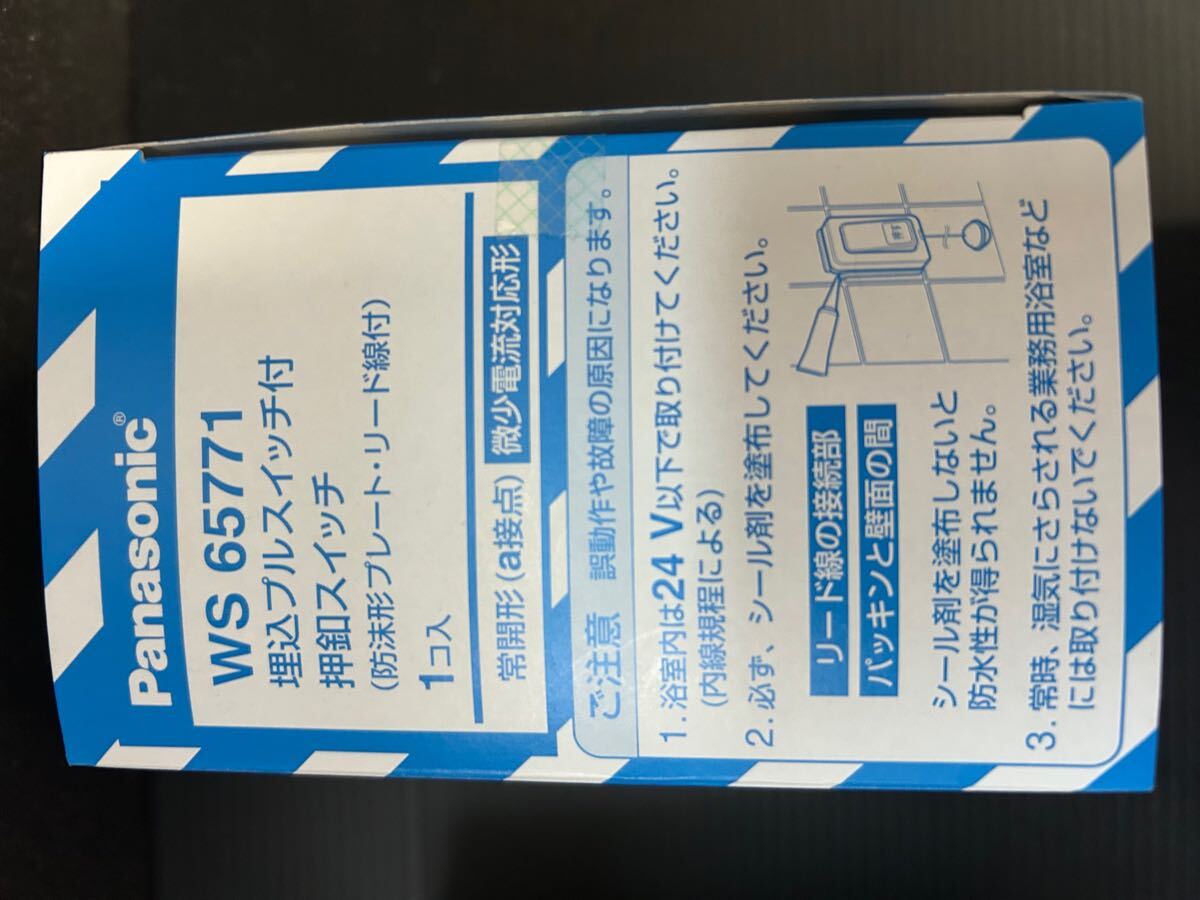 Panasonic®
WS 65771
埋込プルスイッチ付
押釦スイッチ
(防沫形プレート・リード線付)
1コ入
常開形(a接点) 微少電流対応形
ご注意 誤動作や故障の原因になります。
1. 浴室内は24 V以下で取り付けてください。
(内線規程による)
2. 必ず、シール剤を塗布してください。
リード線の接続部
パッキンと壁面の間
シール剤を塗布しないと
防水性が得られません。
3. 常時、湿気にさらされる業務用浴室など
には取り付けないでください。